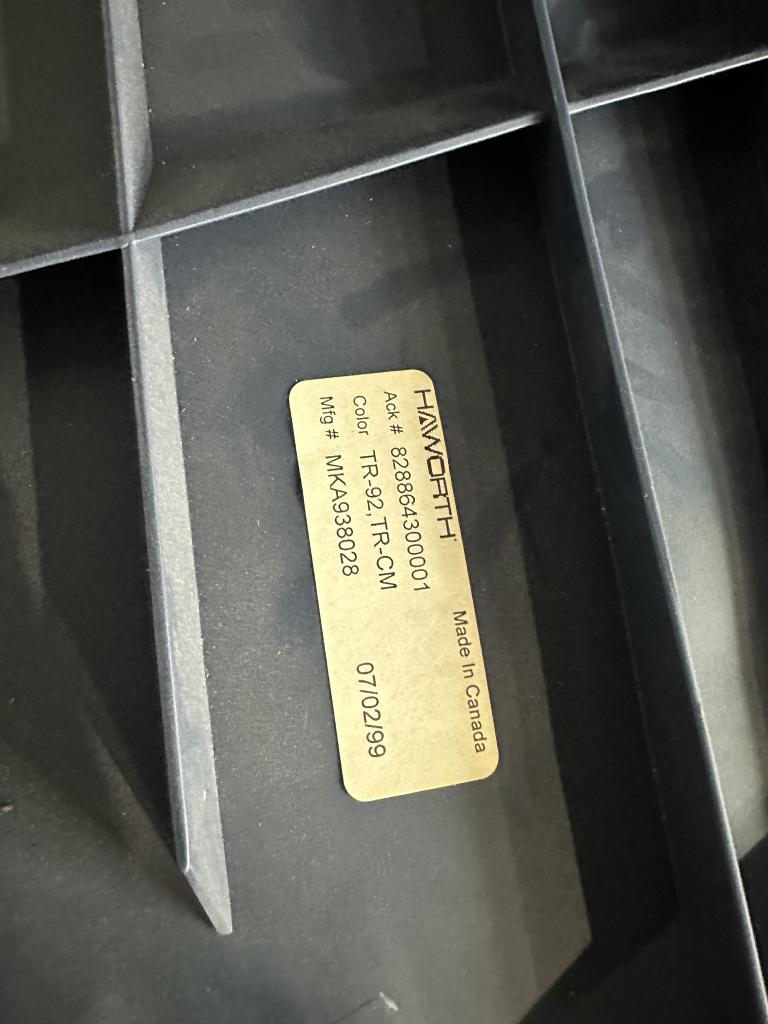 HAWORTH
Made In Canada
Ack # 828864300001
Color TR-92,TR-CM
Mfg # MKA938028 07/02/99